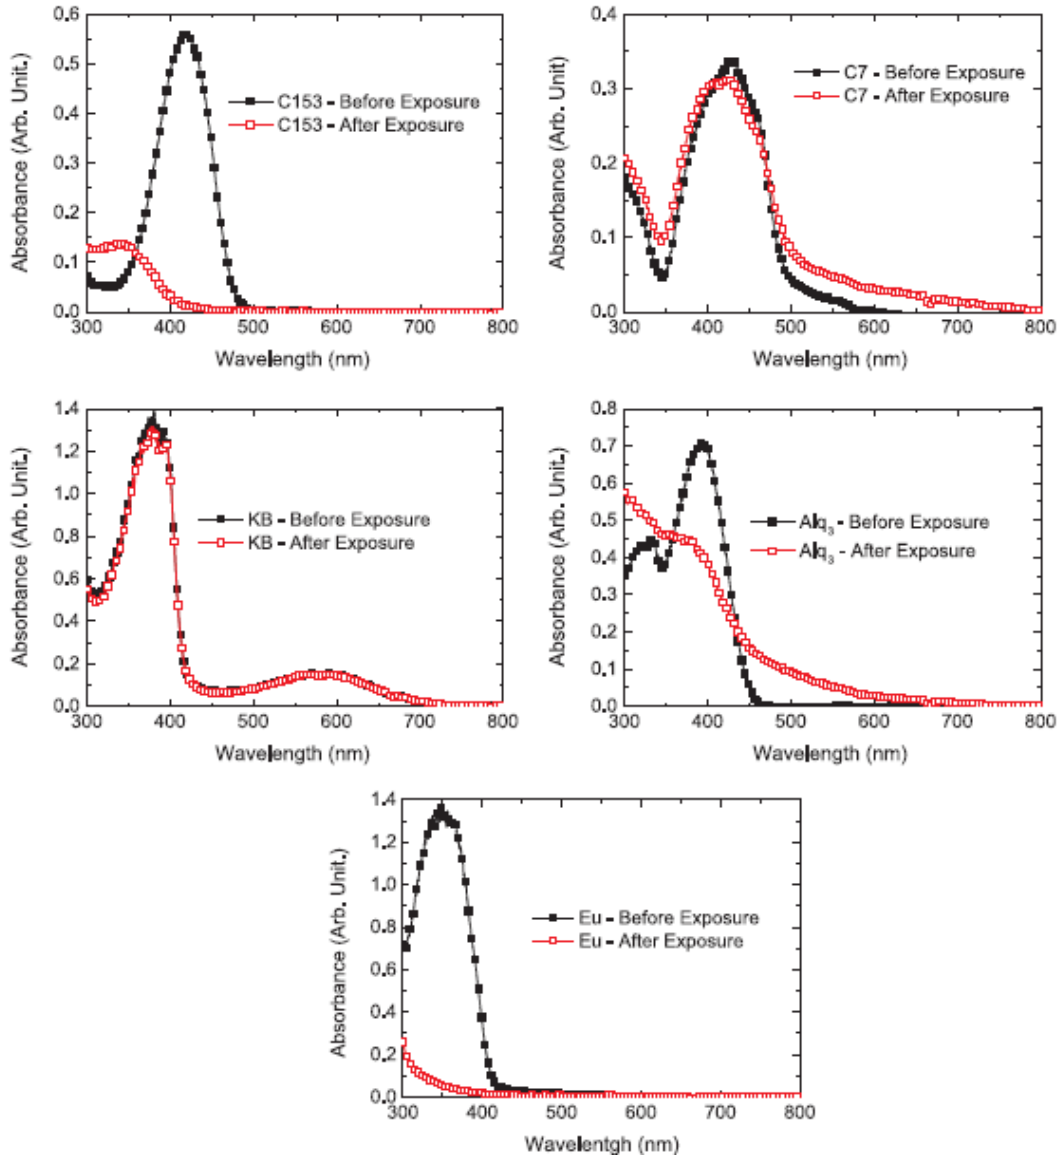 0.6
0.5
0.4
0.3
0.2
0.1
0.0
Absorbance (Arb. Unit.)
C153 - Before Exposure
C153 - After Exposure
300 400 500 600 700 800
Wavelength (nm)
0.4
0.3
0.2
0.1
0.0
Absorbance (Arb. Unit)
C7 - Before Exposure
C7 - After Exposure
300 400 500 600 700 800
Wavelength (nm)
1.4
1.2
1.0
0.8
0.6
0.4
0.2
0.0
Absorbance (Arb. Unit.)
KB - Before Exposure
KB - After Exposure
300 400 500 600 700 800
Wavelength (nm)
0.8
0.7
0.6
0.5
0.4
0.3
0.2
0.1
0.0
Absorbance (Arb. Unit.)
Alq3 - Before Exposure
Alq3 - After Exposure
300 400 500 600 700 800
Wavelength (nm)
1.4
1.2
1.0
0.8
0.6
0.4
0.2
0.0
Absorbance (Arb. Unit.)
Eu - Before Exposure
Eu - After Exposure
300 400 500 600 700 800
Wavelentgh (nm)